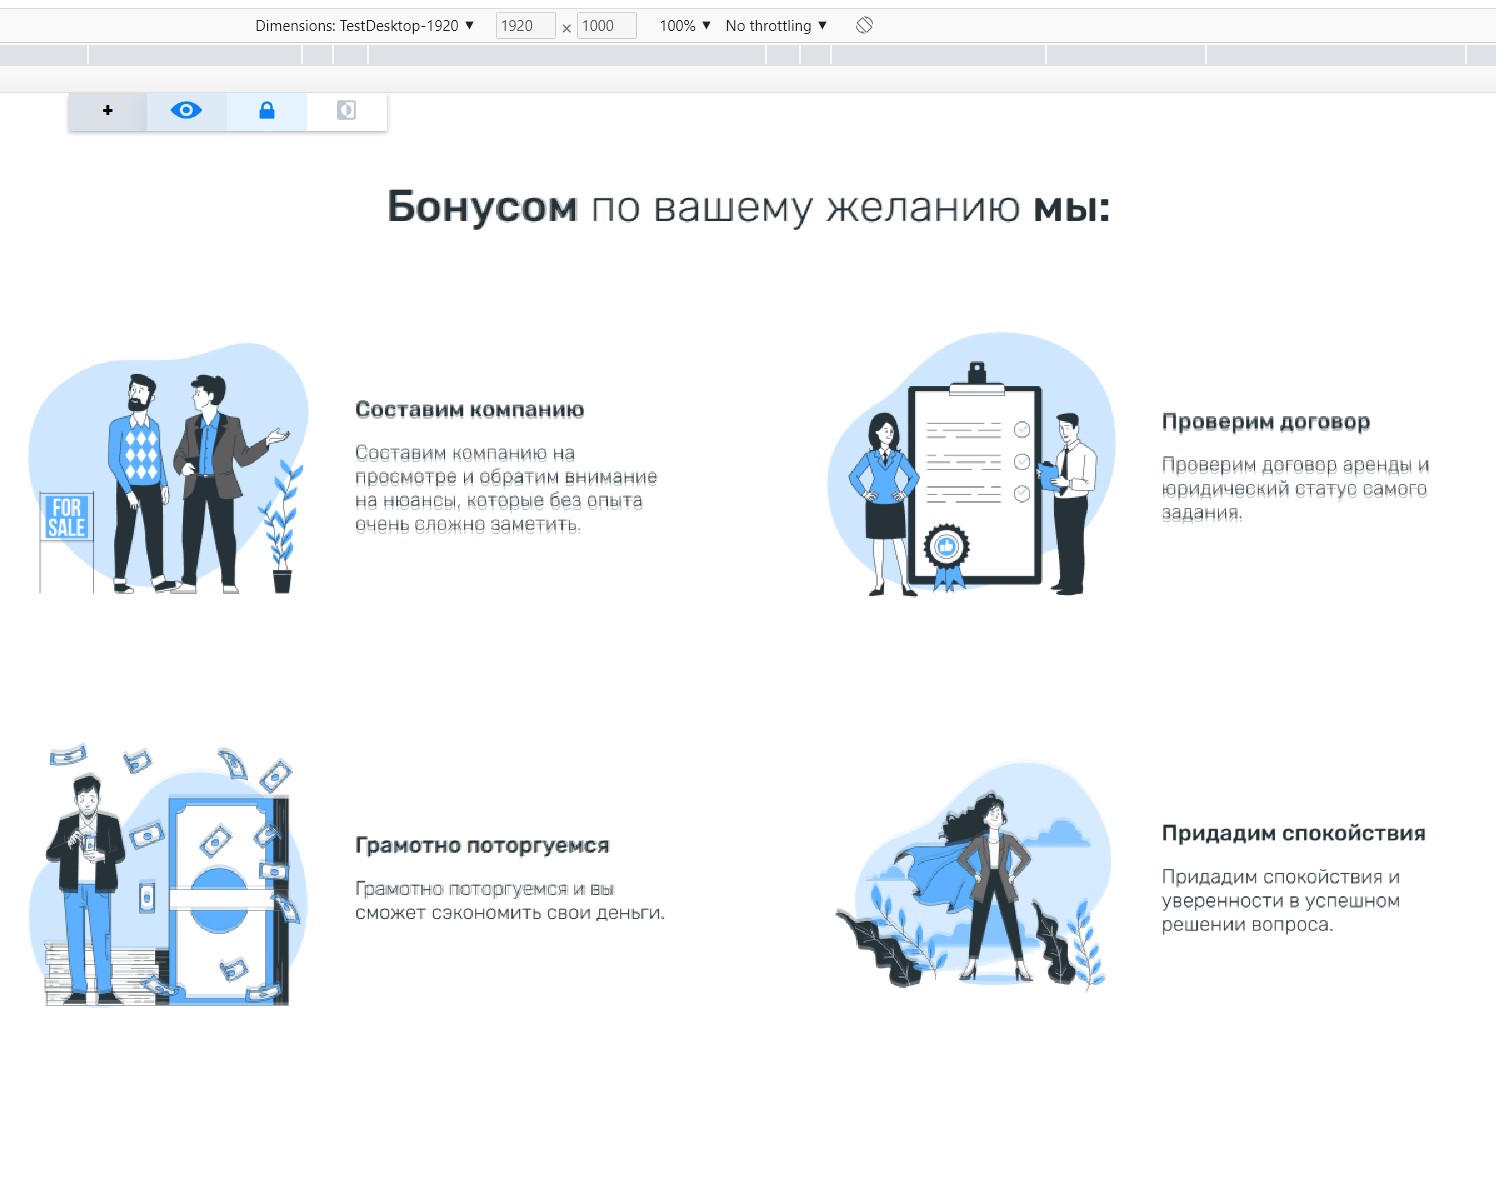 Dimensions: TestDesktop-1920 ▼ 1920 × 1000 100% ▼ No throttling ▼
Бонусом по вашему желанию мы:
Составим компанию
Составим компанию на
просмотре и обратим внимание
на нюансы, которые без опыта
очень сложно заметить.
FOR
SALE
Проверим договор
Проверим договор аренды и
юридический статус самого
задания.
Грамотно поторгуемся
Грамотно поторгуемся и вы
сможет сэкономить свои деньги.
Придадим спокойствия
Придадим спокойствия и
уверенности в успешном
решении вопроса.